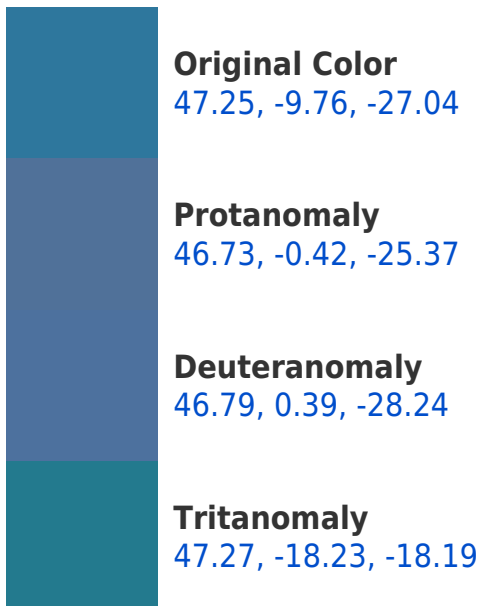 Original Color
47.25, -9.76, -27.04
Protanomaly
46.73, -0.42, -25.37
Deuteranomaly
46.79, 0.39, -28.24
Tritanomaly
47.27, -18.23, -18.19